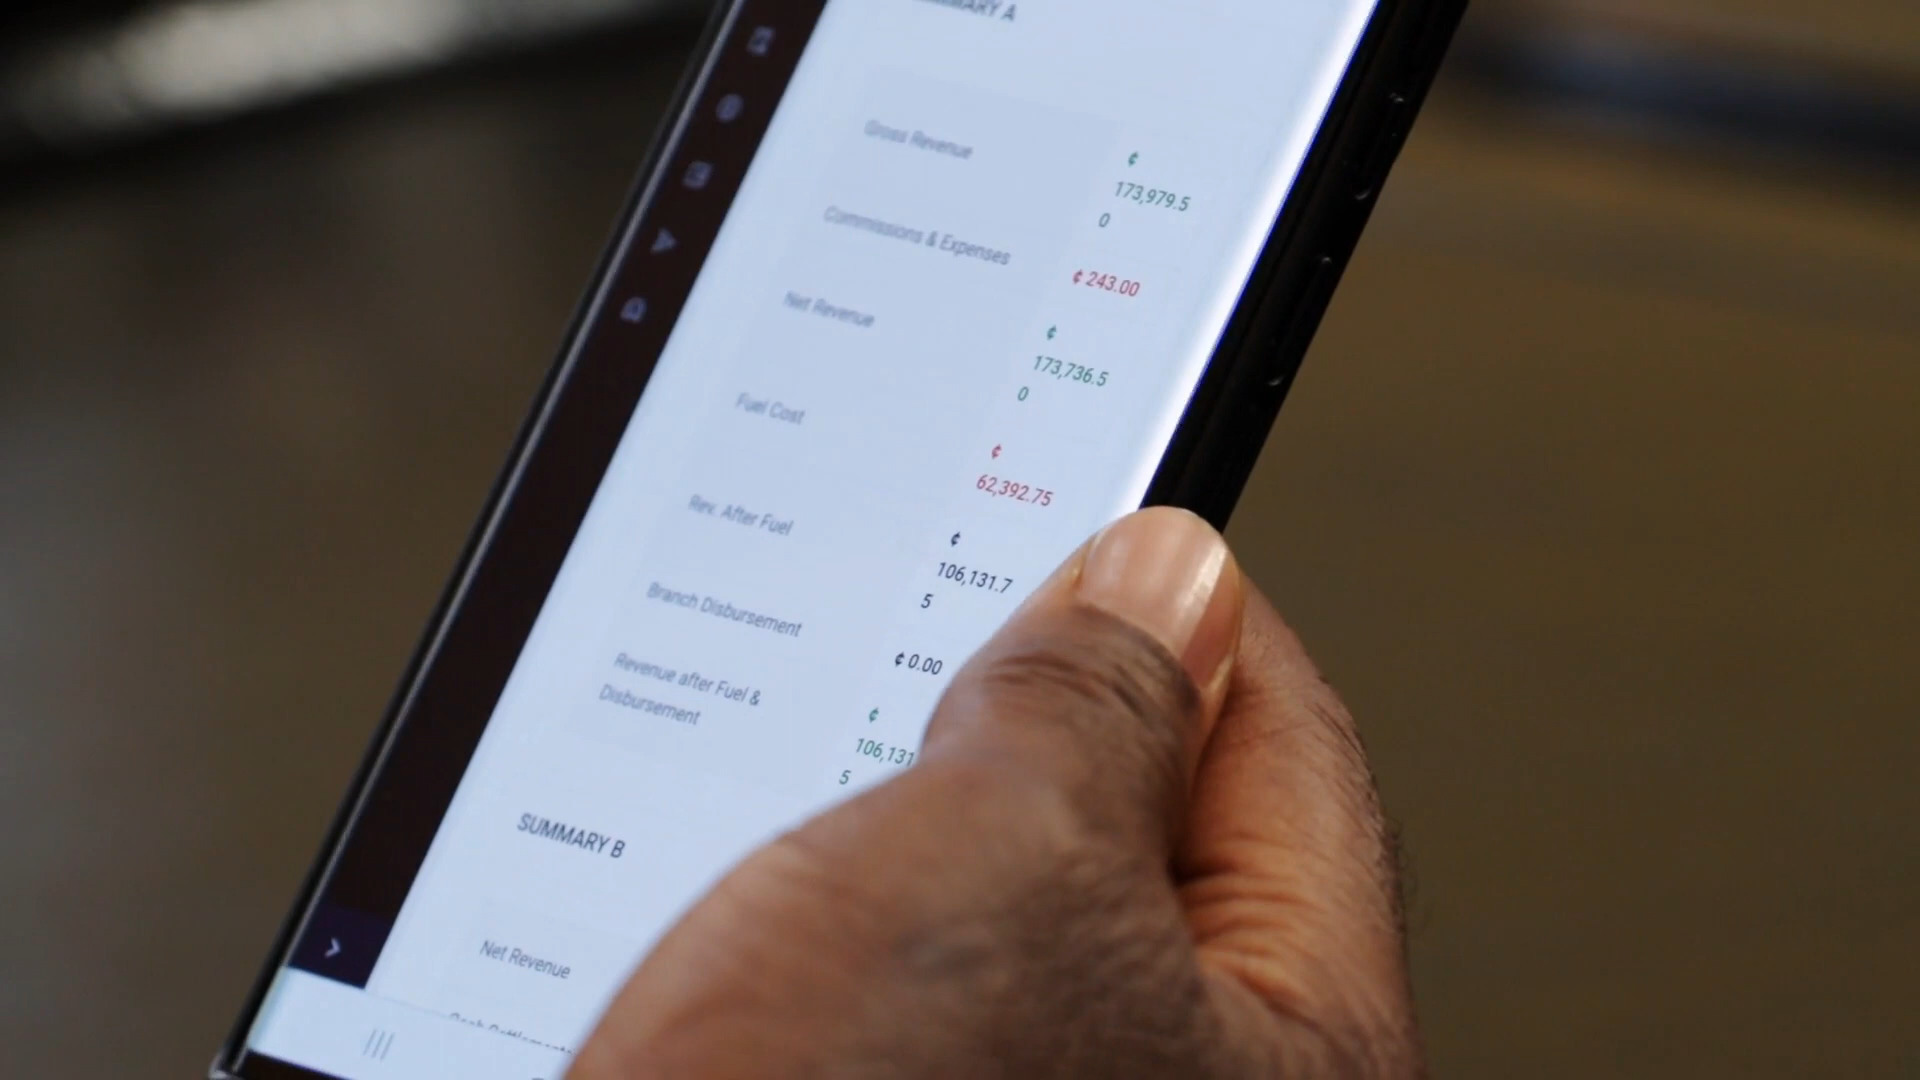 SUMMARY A
Gross Revenue
¢
173,979.5
0
Commissions & Expenses
¢ 243.00
Net Revenue
¢
173,736.5
0
Fuel Cost
¢
62,392.75
Rev. After Fuel
¢
106,131.7
5
Branch Disbursement
¢ 0.00
Revenue after Fuel &
Disbursement
¢
106,131
5
SUMMARY B
Net Revenue